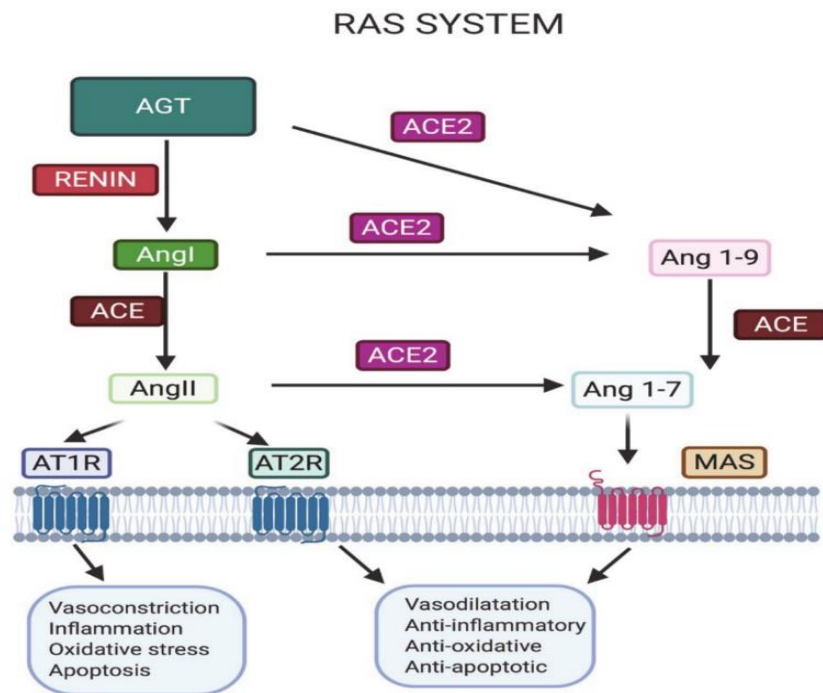 RAS SYSTEM
AGT
ACE2
RENIN
ACE2
AngI
Ang 1-9
ACE
ACE
ACE2
AngII
Ang 1-7
AT1R
AT2R
MAS
Vasoconstriction
Inflammation
Oxidative stress
Apoptosis
Vasodilatation
Anti-inflammatory
Anti-oxidative
Anti-apoptotic